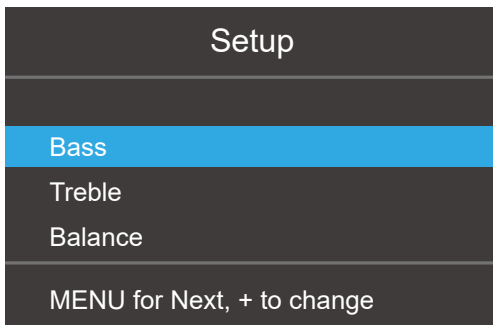 Setup
Bass
Treble
Balance
MENU for Next, + to change